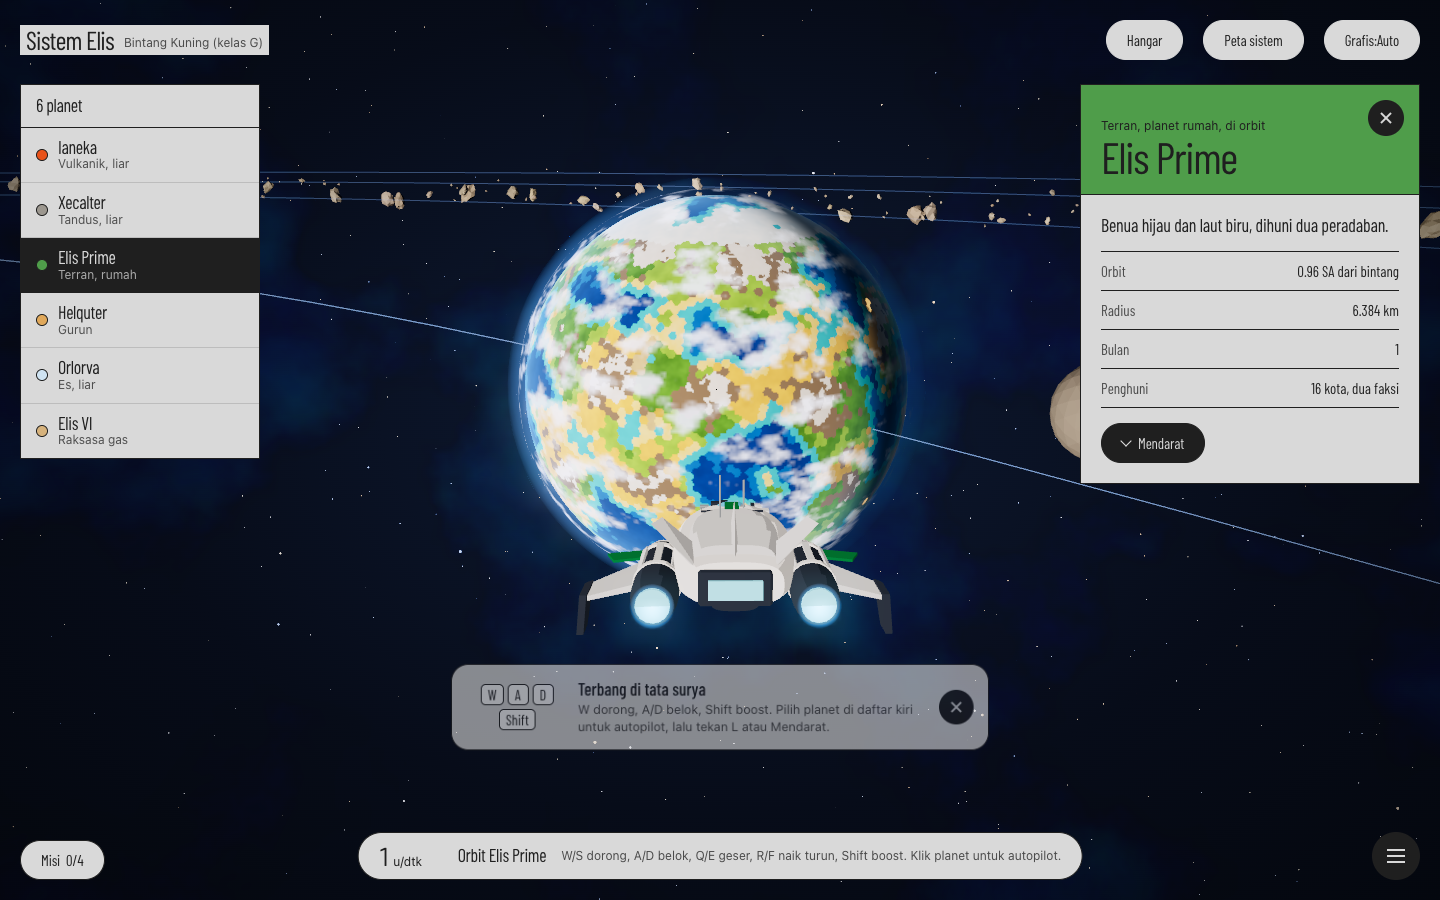 Sistem Elis Bintang Kuning (kelas G)
Hangar
Peta sistem
Grafis:Auto
6 planet
Ianeka
Vulkanik, liar
Xecalter
Tandus, liar
Elis Prime
Terran, rumah
Helquter
Gurun
Orlorva
Es, liar
Elis VI
Raksasa gas
Terran, planet rumah, di orbit
Elis Prime
Benua hijau dan laut biru, dihuni dua peradaban.
Orbit 0.96 SA dari bintang
Radius 6.384 km
Bulan 1
Penghuni 16 kota, dua faksi
Mendarat
W A D
Shift
Terbang di tata surya
W dorong, A/D belok, Shift boost. Pilih planet di daftar kiri
untuk autopilot, lalu tekan L atau Mendarat.
Misi 0/4
1 u/dtk Orbit Elis Prime W/S dorong, A/D belok, Q/E geser, R/F naik turun, Shift boost. Klik planet untuk autopilot.